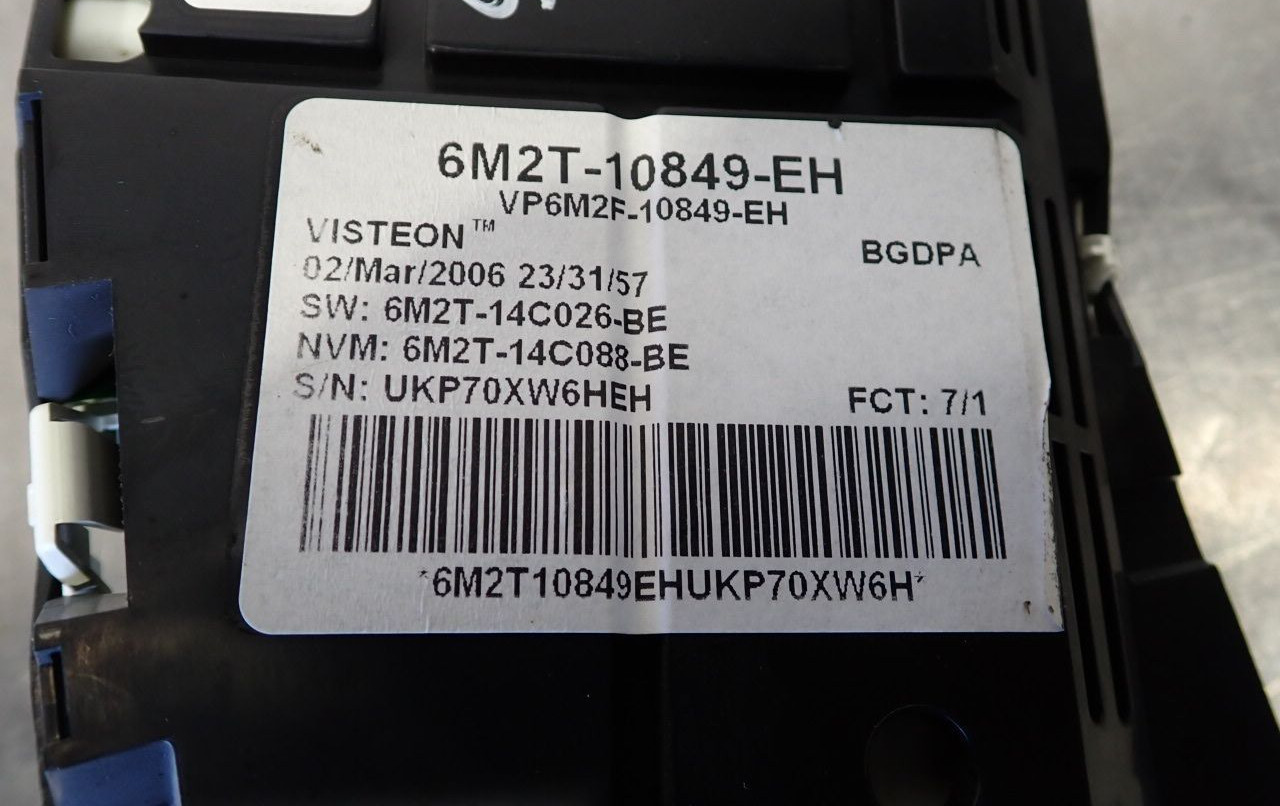 6M2T-10849-EH
VP6M2F-10849-EH
VISTEON™
BGDPA
02/Mar/2006 23/31/57
SW: 6M2T-14C026-BE
NVM: 6M2T-14C088-BE
S/N: UKP70XW6HEH
FCT: 7/1
*6M2T10849EHUKP70XW6H*